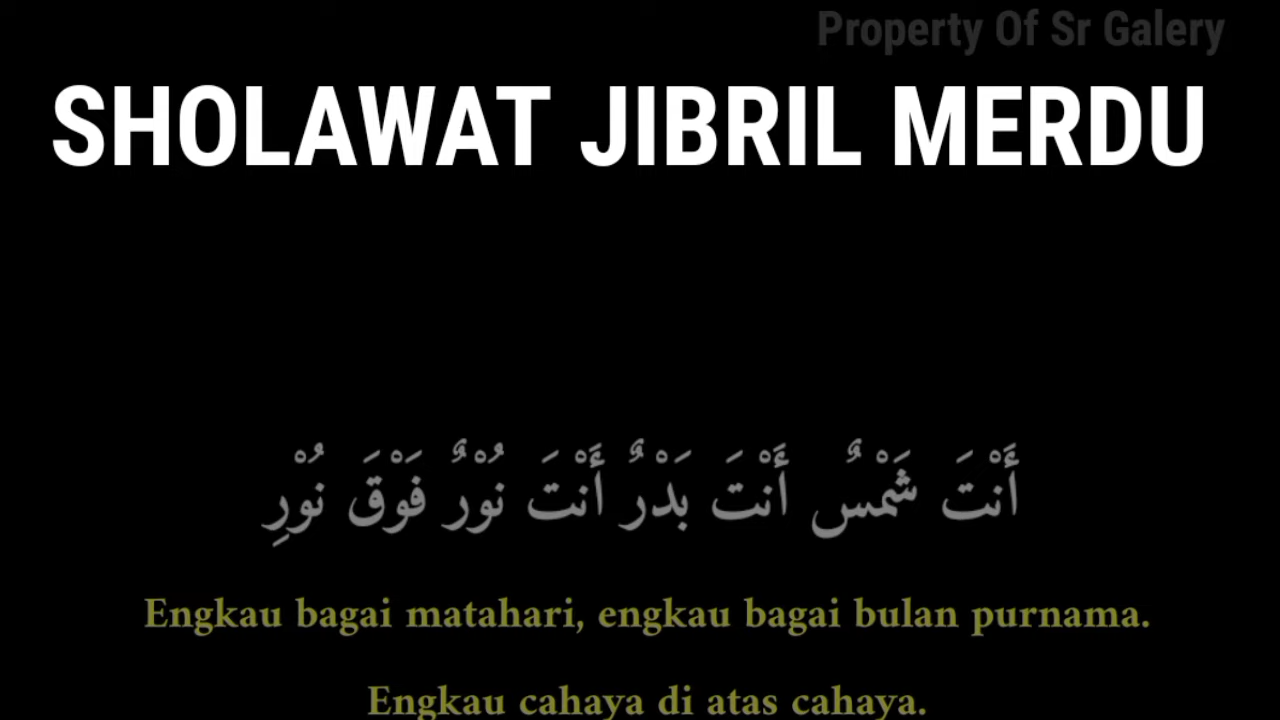 Property Of Sr Galery
SHOLAWAT JIBRIL MERDU
أَنْتَ شَمْسٌ أَنْتَ بَدْرٌ أَنْتَ نُوْرٌ فَوْقَ نُوْرِ
Engkau bagai matahari, engkau bagai bulan purnama.
Engkau cahaya di atas cahaya.